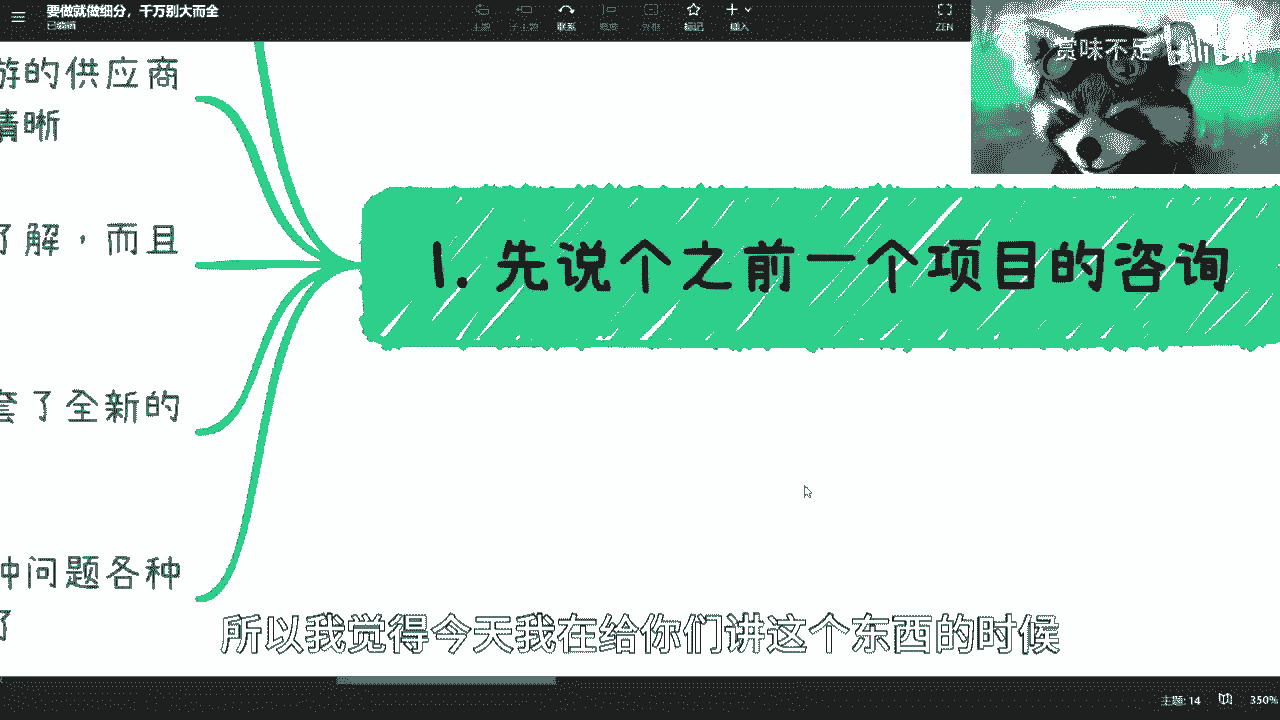 要做就做细分，千万别大而全
已编辑
主题
子主题
联系
概要
外框
标记
插入
ZEN
赏味不足
bilibili
游的供应商
清晰
了解，而且
套了全新的
种问题各种
了
1. 先说个之前一个项目的咨询
所以我觉得今天我在给你们讲这个东西的时候
主题: 14
350%